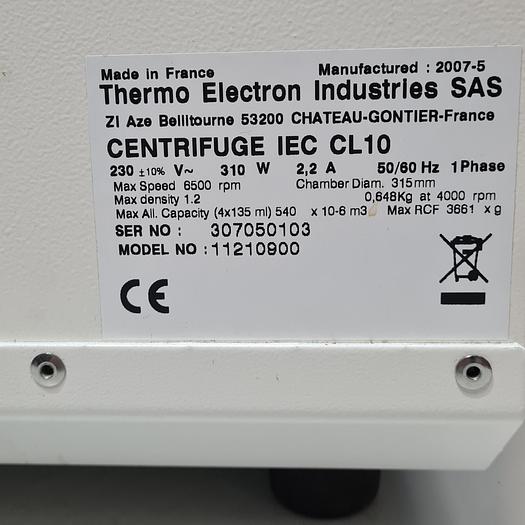 Made in France Manufactured : 2007-5
Thermo Electron Industries SAS
ZI Aze Bellitourne 53200 CHATEAU-GONTIER-France
CENTRIFUGE IEC CL10
230 ±10% V~ 310 W 2,2 A 50/60 Hz 1 Phase
Max Speed 6500 rpm Chamber Diam. 315mm
Max density 1.2 0,648Kg at 4000 rpm
Max All. Capacity (4x135 ml) 540 x 10-6 m3 Max RCF 3661 x g
SER NO : 307050103
MODEL NO : 11210900
CE